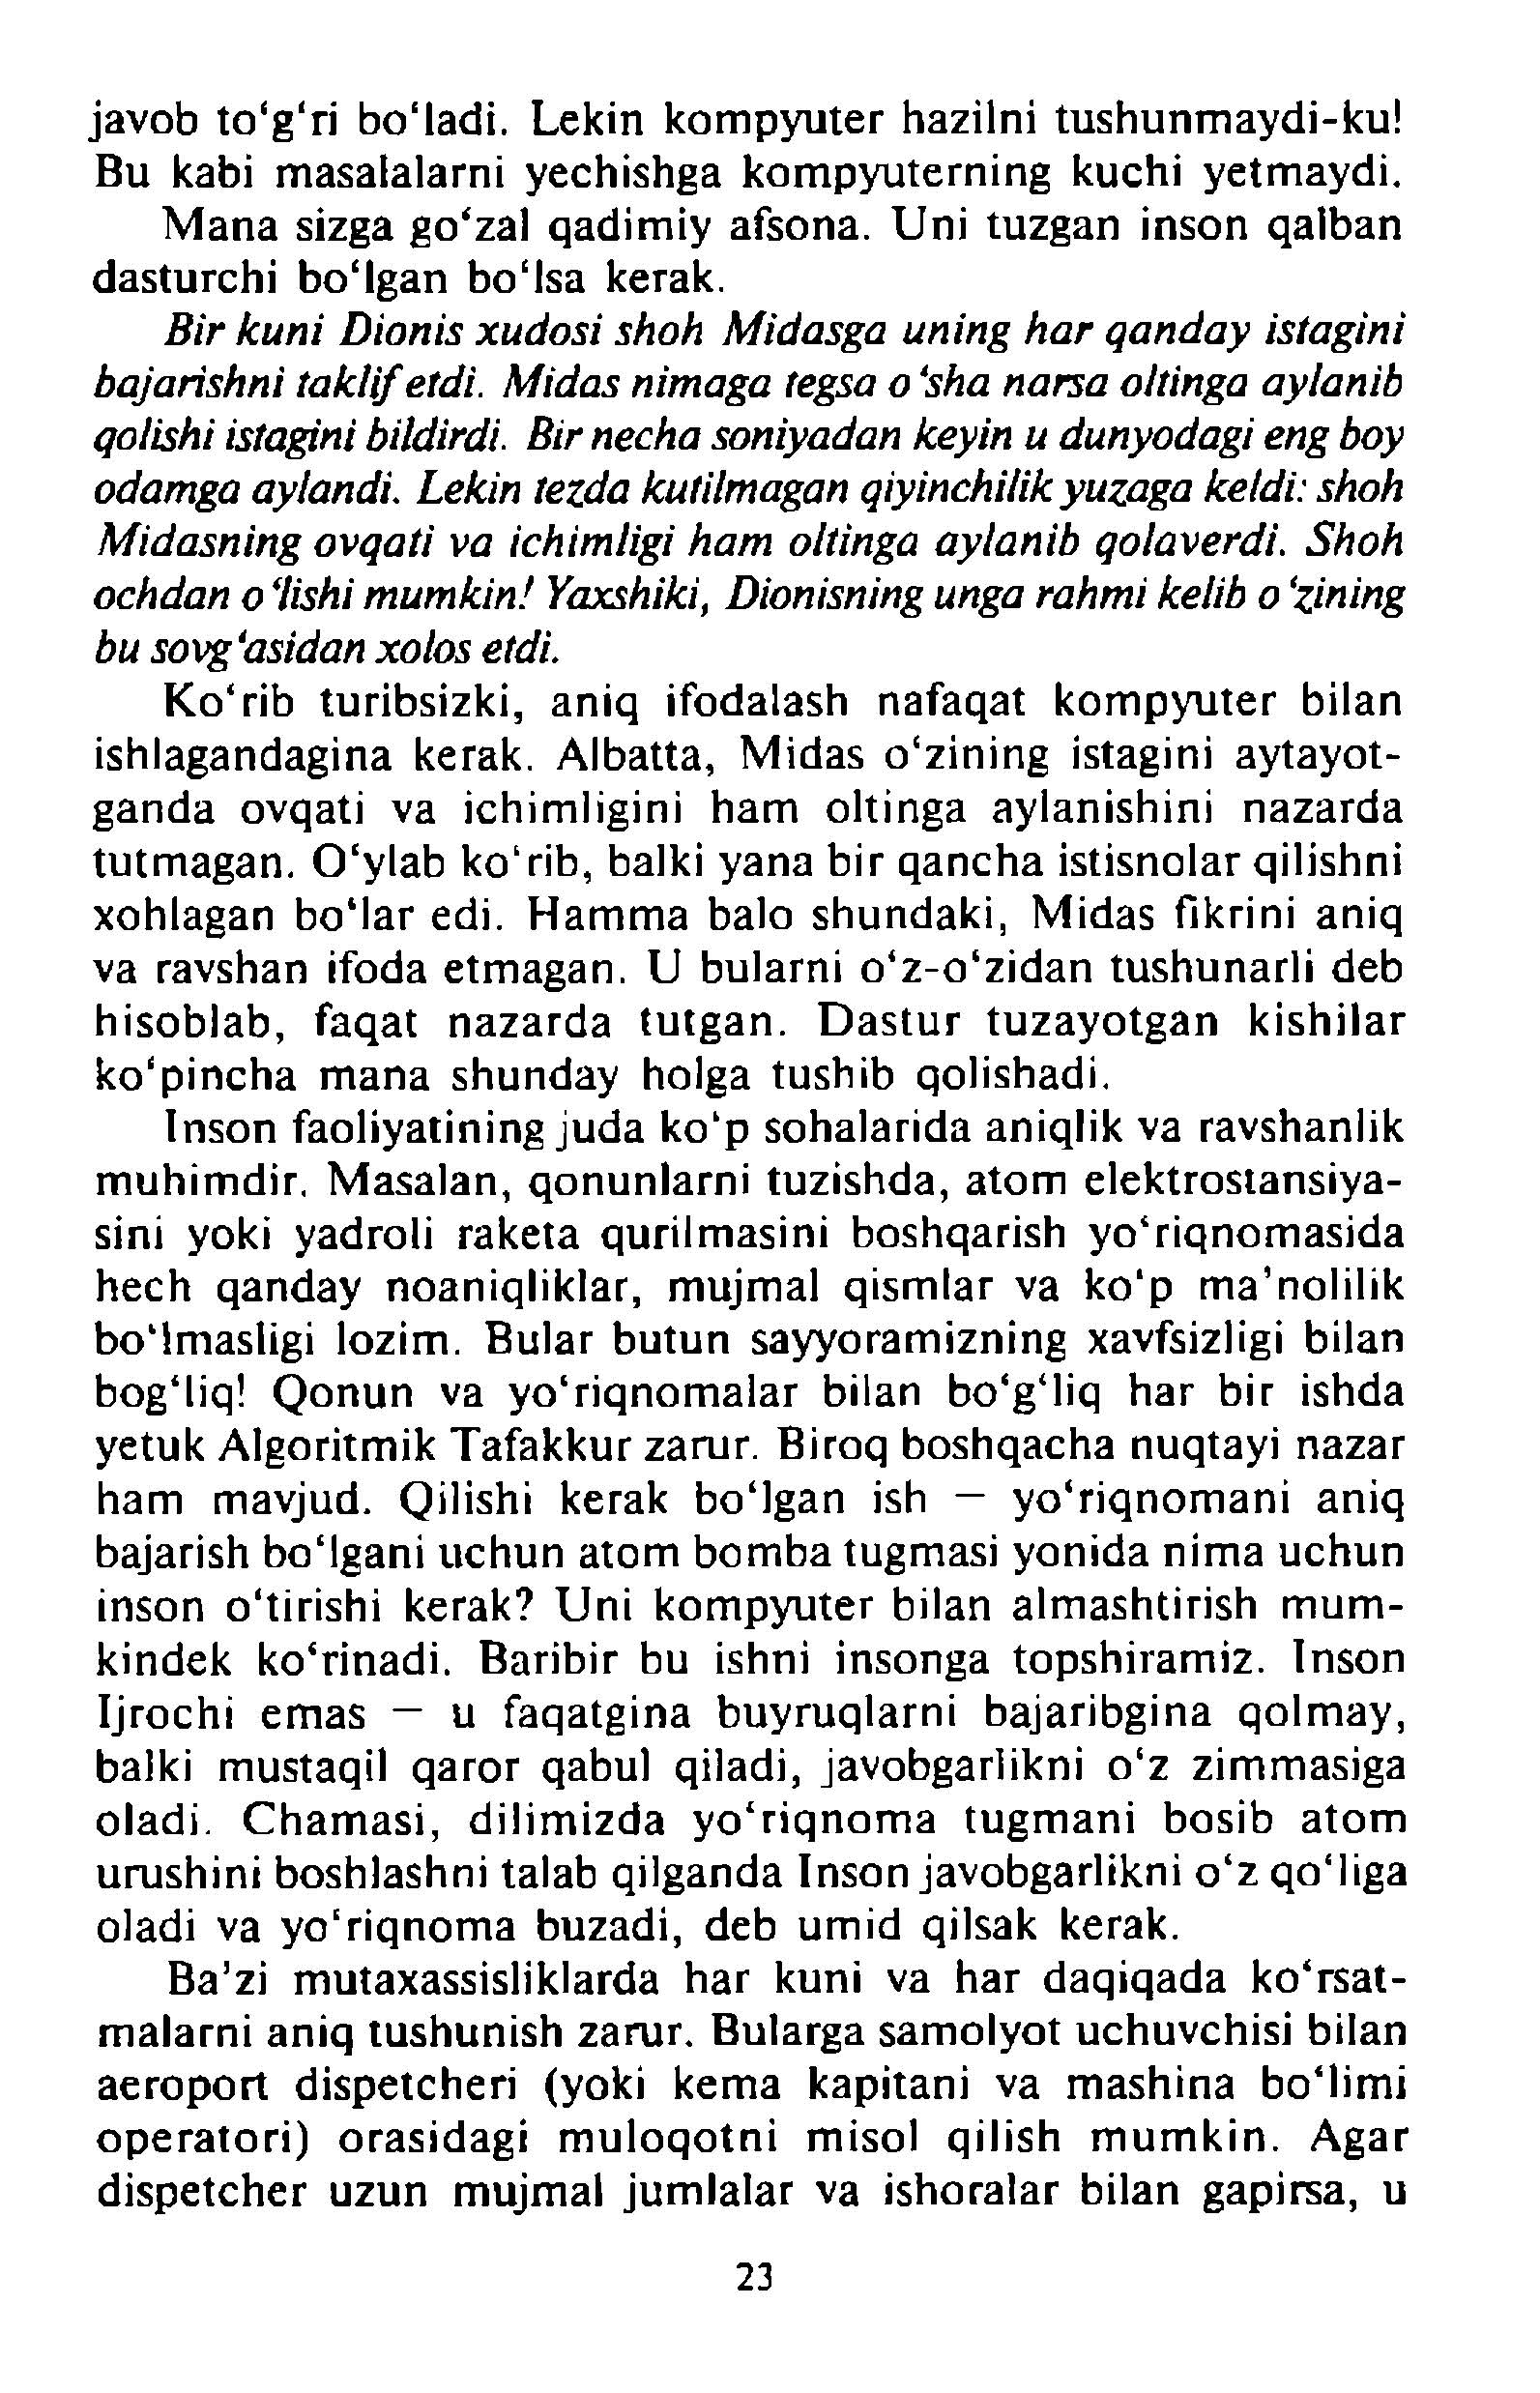 javob to‘g‘ri bo‘ladi. Lekin kompyuter hazilni tushunmaydi-ku!
Bu kabi masalalarni yechishga kompyuterning kuchi yetmaydi.
Mana sizga go‘zal qadimiy afsona. Uni tuzgan inson qalban
dasturchi bo‘lgan bo‘lsa kerak.
Bir kuni Dionis xudosi shoh Midasga uning har qanday istagini
bajarishni taklif etdi. Midas nimaga tegsa o‘sha narsa oltinga aylanib
qolishi istagini bildirdi. Bir necha soniyadan keyin u dunyodagi eng boy
odamga aylandi. Lekin tezda kutilmagan qiyinchilik yuzaga keldi: shoh
Midasning ovqati va ichimligi ham oltinga aylanib qolaverdi. Shoh
ochdan o‘lishi mumkin! Yaxshiki, Dionisning unga rahmi kelib o‘zining
bu sovg‘asidan xolos etdi.
Ko‘rib turibsizki, aniq ifodalash nafaqat kompyuter bilan
ishlagandagina kerak. Albatta, Midas o‘zining istagini aytayot-
ganda ovqati va ichimligini ham oltinga aylanishini nazarda
tutmagan. O‘ylab ko‘rib, balki yana bir qancha istisnolar qilishni
xohlagan bo‘lar edi. Hamma balo shundaki, Midas fikrini aniq
va ravshan ifoda etmagan. U bularni o‘z-o‘zidan tushunarli deb
hisoblab, faqat nazarda tutgan. Dastur tuzayotgan kishilar
ko‘pincha mana shunday holga tushib qolishadi.
Inson faoliyatining juda ko‘p sohalarida aniqlik va ravshanlik
muhimdir. Masalan, qonunlarni tuzishda, atom elektrostansiya-
sini yoki yadroli raketa qurilmasini boshqarish yo‘riqnomasida
hech qanday noaniqliklar, mujmal qismlar va ko‘p ma’nolilik
bo‘lmasligi lozim. Bular butun sayyoramizning xavfsizligi bilan
bog‘liq! Qonun va yo‘riqnomalar bilan bo‘g‘liq har bir ishda
yetuk Algoritmik Tafakkur zarur. Biroq boshqacha nuqtayi nazar
ham mavjud. Qilishi kerak bo‘lgan ish — yo‘riqnomani aniq
bajarish bo‘lgani uchun atom bomba tugmasi yonida nima uchun
inson o‘tirishi kerak? Uni kompyuter bilan almashtirish mum-
kindek ko‘rinadi. Baribir bu ishni insonga topshiramiz. Inson
Ijrochi emas — u faqatgina buyruqlarni bajaribgina qolmay,
balki mustaqil qaror qabul qiladi, javobgarlikni o‘z zimmasiga
oladi. Chamasi, dilimizda yo‘riqnoma tugmani bosib atom
urushini boshlashni talab qilganda Inson javobgarlikni o‘z qo‘liga
oladi va yo‘riqnoma buzadi, deb umid qilsak kerak.
Ba’zi mutaxassisliklarda har kuni va har daqiqada ko‘rsat-
malarni aniq tushunish zarur. Bularga samolyot uchuvchisi bilan
aeroport dispetcheri (yoki kema kapitani va mashina bo‘limi
operatori) orasidagi muloqotni misol qilish mumkin. Agar
dispetcher uzun mujmal jumlalar va ishoralar bilan gapirsa, u
23